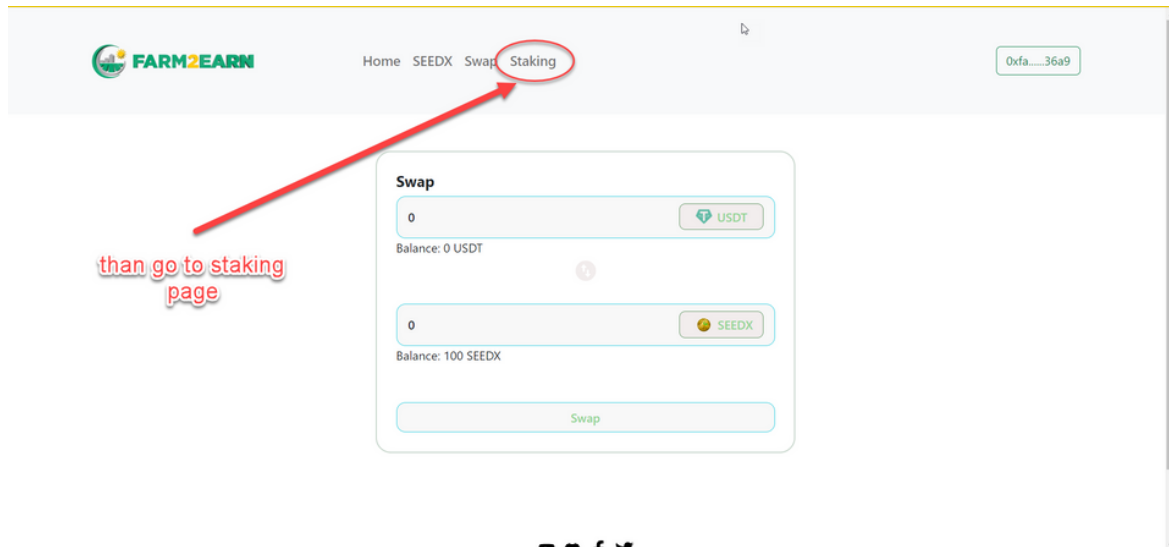 FARM2EARN
Home SEEDX Swap Staking
0xfa.....36a9
Swap
0
USDT
Balance: 0 USDT
than go to staking
page
0
SEEDX
Balance: 100 SEEDX
Swap